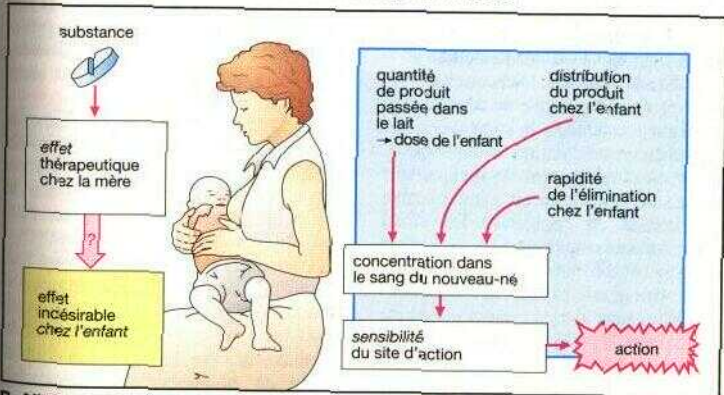 substance
effet
thérapeutique
chez la mère
?
effet
incésirable
chez l'enfant
quantité
de produit
passée dans
le lait
→ dose de l'enfant
distribution
du produit
chez l'enfant
rapidité
de l'élimination
chez l'enfant
concentration dans
le sang du nouveau-né
sensibilité
du site d'action
action